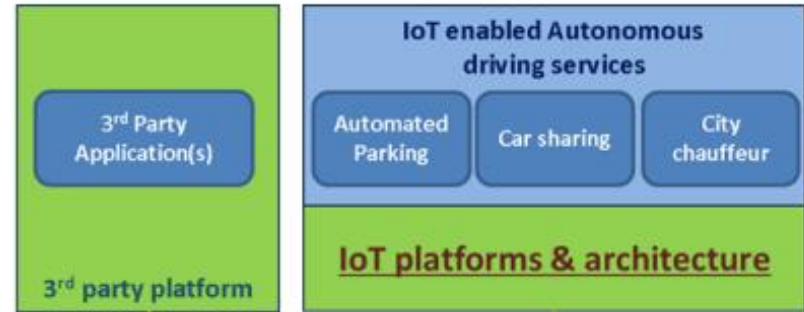 3rd Party
Application(s)
3rd party platform
IoT enabled Autonomous
driving services
Automated
Parking
Car sharing
City
chauffeur
IoT platforms & architecture